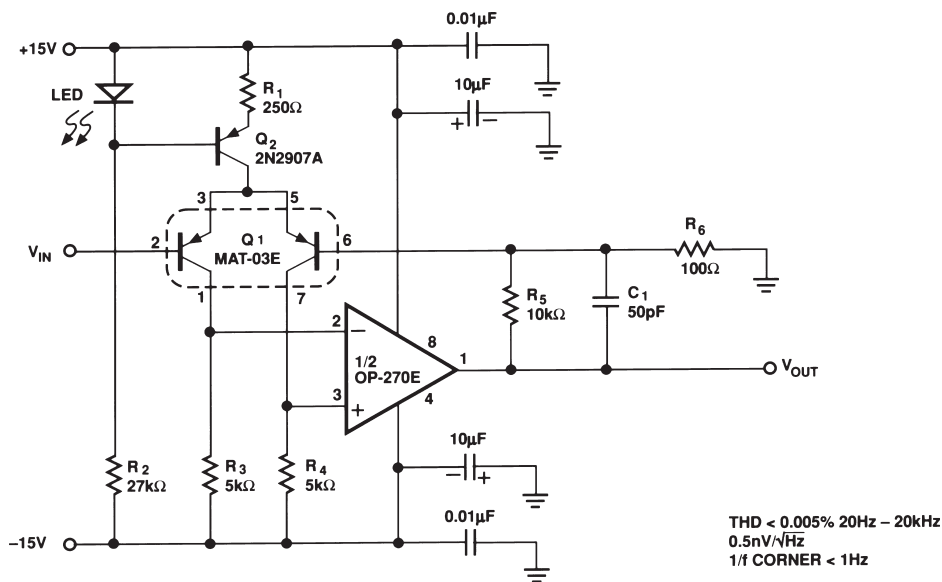 0.01µF
+15V
LED
R1
250Ω
10µF
+ −
Q2
2N2907A
3 5
VIN
2
Q1
MAT-03E
6
R6
100Ω
1 7
R5
10kΩ
C1
50pF
2 −
8
1/2
OP-270E
1
VOUT
3 +
4
10µF
− +
R2
27kΩ
R3
5kΩ
R4
5kΩ
0.01µF
−15V
THD < 0.005% 20Hz – 20kHz
0.5nV/√Hz
1/f CORNER < 1Hz